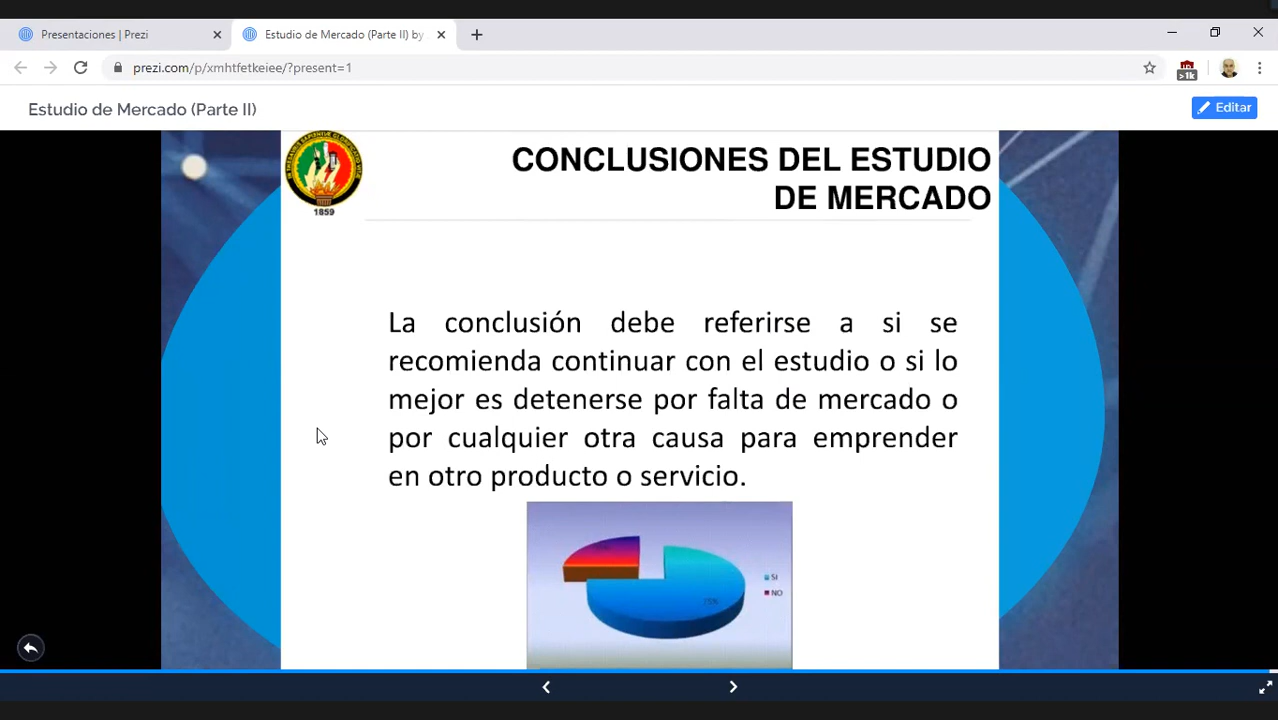 Presentaciones | Prezi
Estudio de Mercado (Parte II) by
prezi.com/p/xmhtfetkeiee/?present=1
>1k
Estudio de Mercado (Parte II)
Editar
1859
CONCLUSIONES DEL ESTUDIO
DE MERCADO
La conclusión debe referirse a si se
recomienda continuar con el estudio o si lo
mejor es detenerse por falta de mercado o
por cualquier otra causa para emprender
en otro producto o servicio.
SI
NO